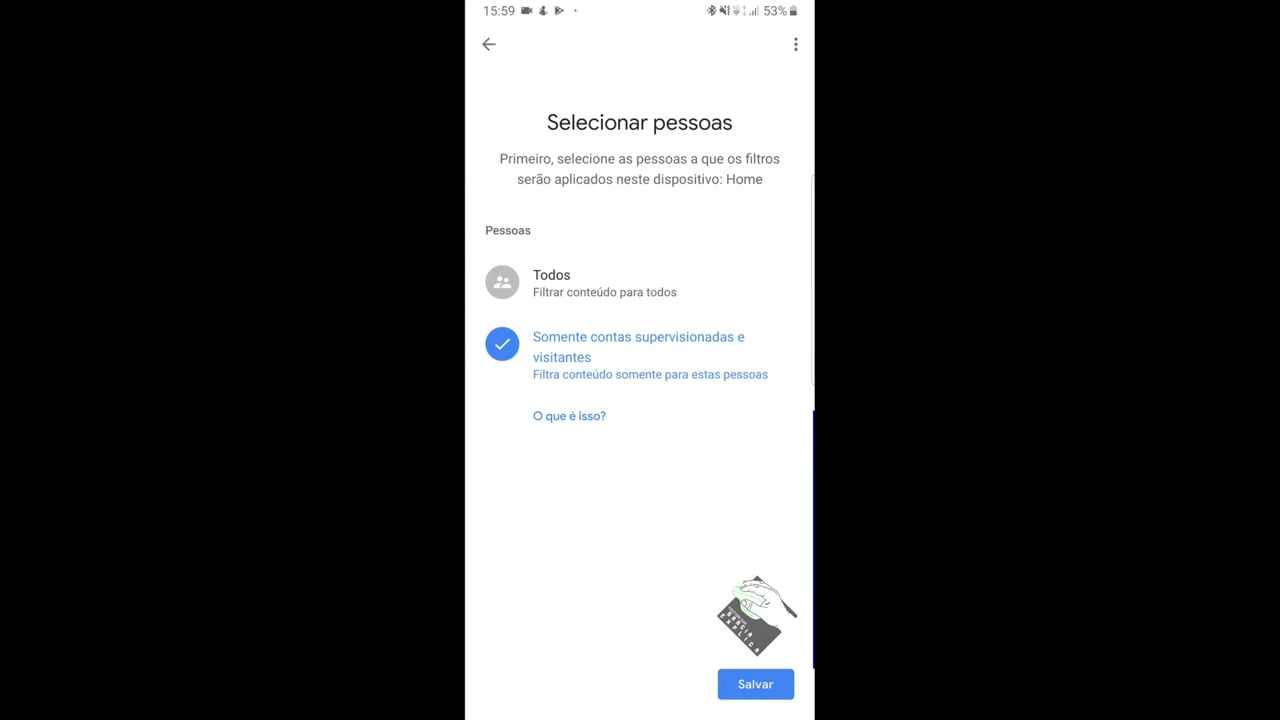 15:59
53%
Selecionar pessoas
Primeiro, selecione as pessoas a que os filtros
serão aplicados neste dispositivo: Home
Pessoas
Todos
Filtrar conteúdo para todos
Somente contas supervisionadas e
visitantes
Filtra conteúdo somente para estas pessoas
O que é isso?
EXPLICA
Salvar